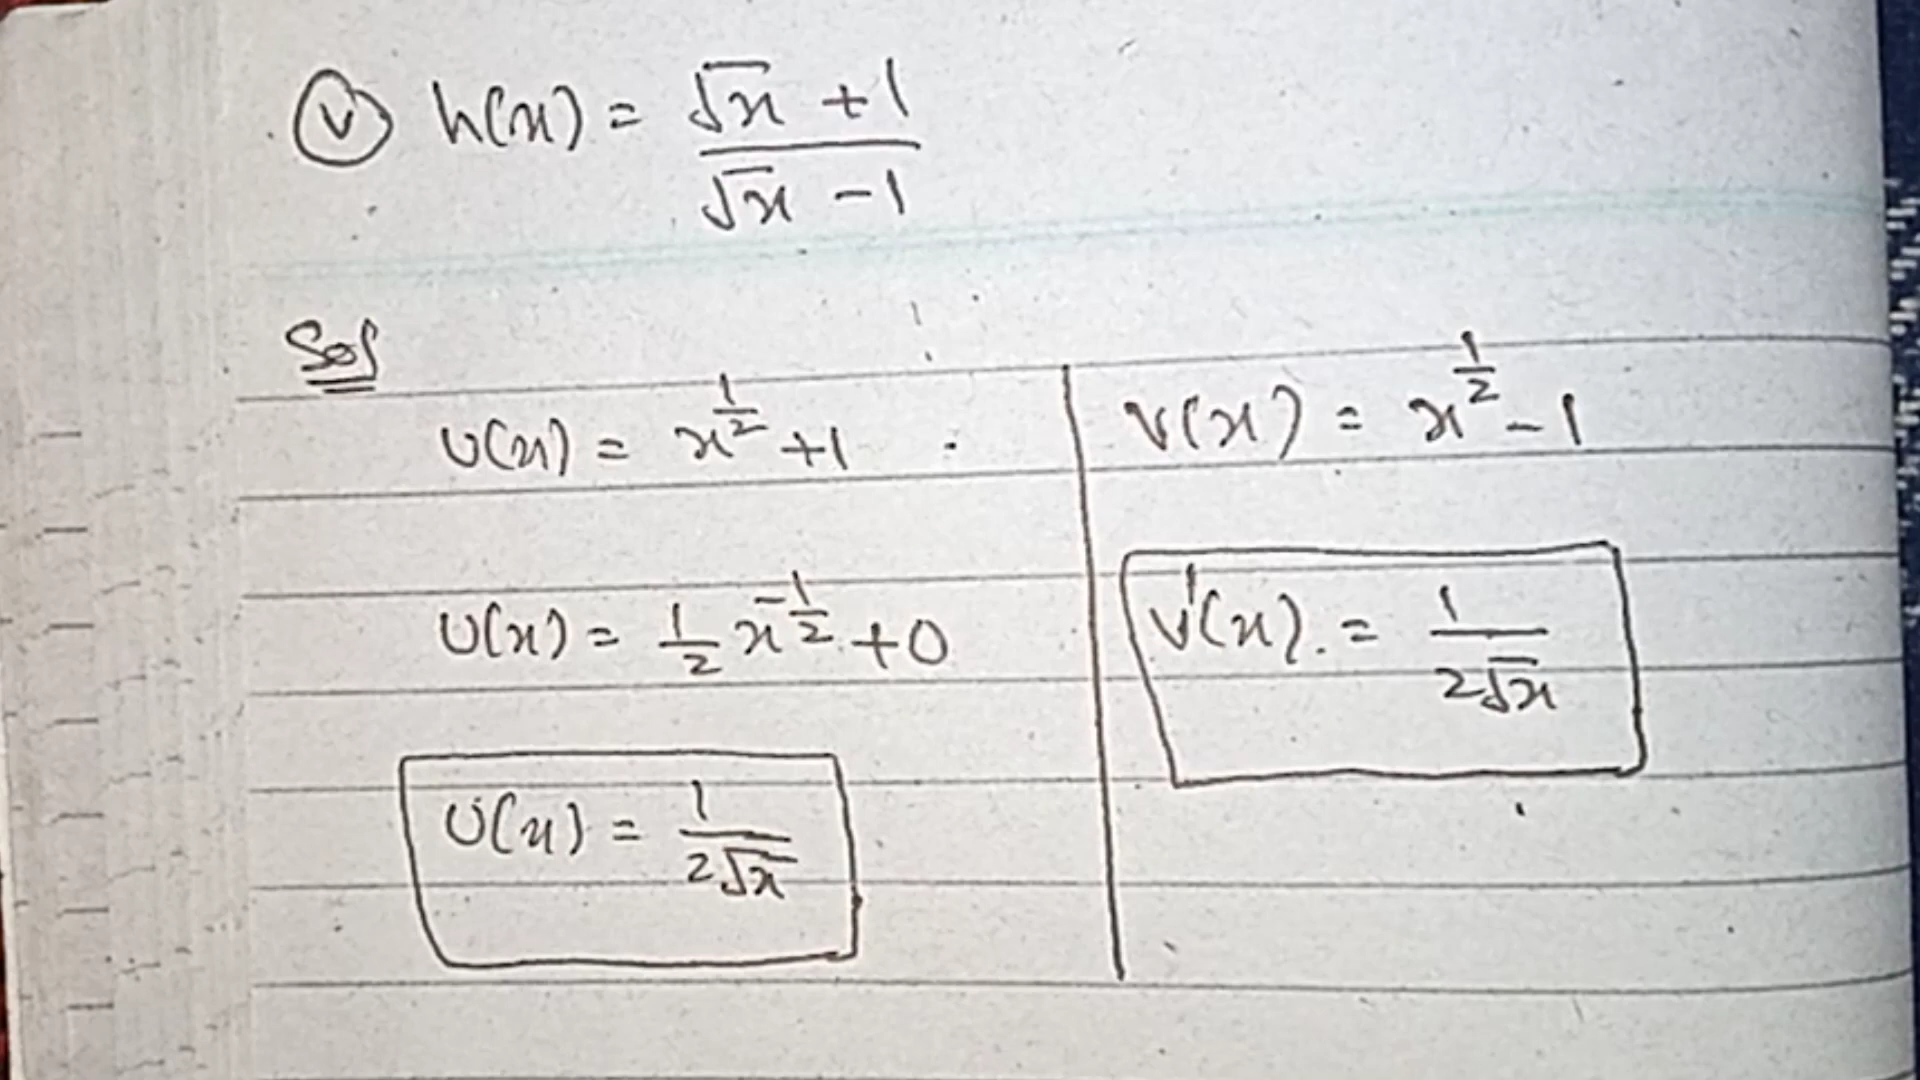 (v) h(x) = √x + 1 / √x - 1
Sol
U(x) = x^(1/2) + 1
U(x) = 1/2 x^(-1/2) + 0
U(x) = 1 / 2√x
V(x) = x^(1/2) - 1
V'(x). = 1 / 2√x